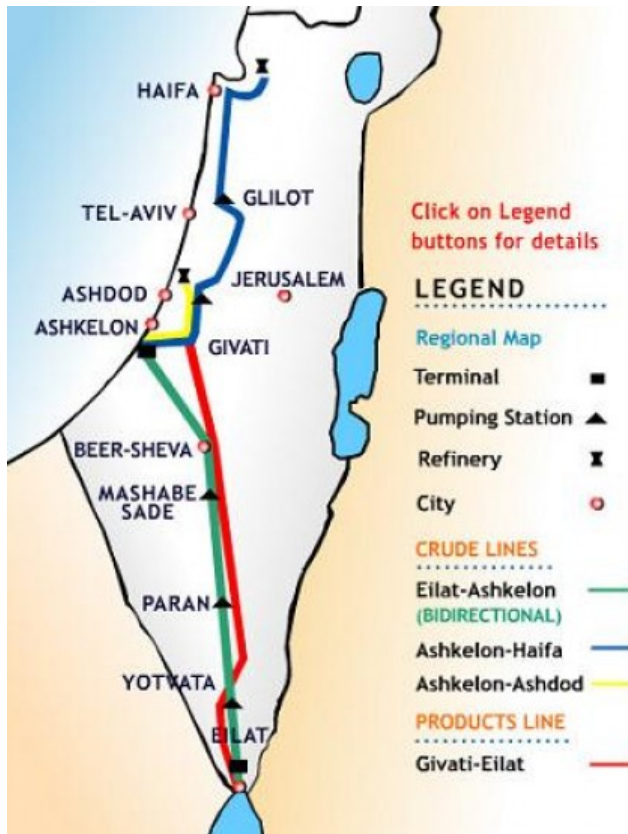 HAIFA
GLILOT
TEL-AVIV
Click on Legend
buttons for details
JERUSALEM
ASHDOD
ASHKELON
GIVATI
LEGEND
Regional Map
Terminal
Pumping Station
Refinery
City
BEER-SHEVA
MASHABE
SADE
CRUDE LINES
Eilat-Ashkelon
(BIDIRECTIONAL)
PARAN
Ashkelon-Haifa
YOTVATA
Ashkelon-Ashdod
PRODUCTS LINE
EILAT
Givati-Eilat